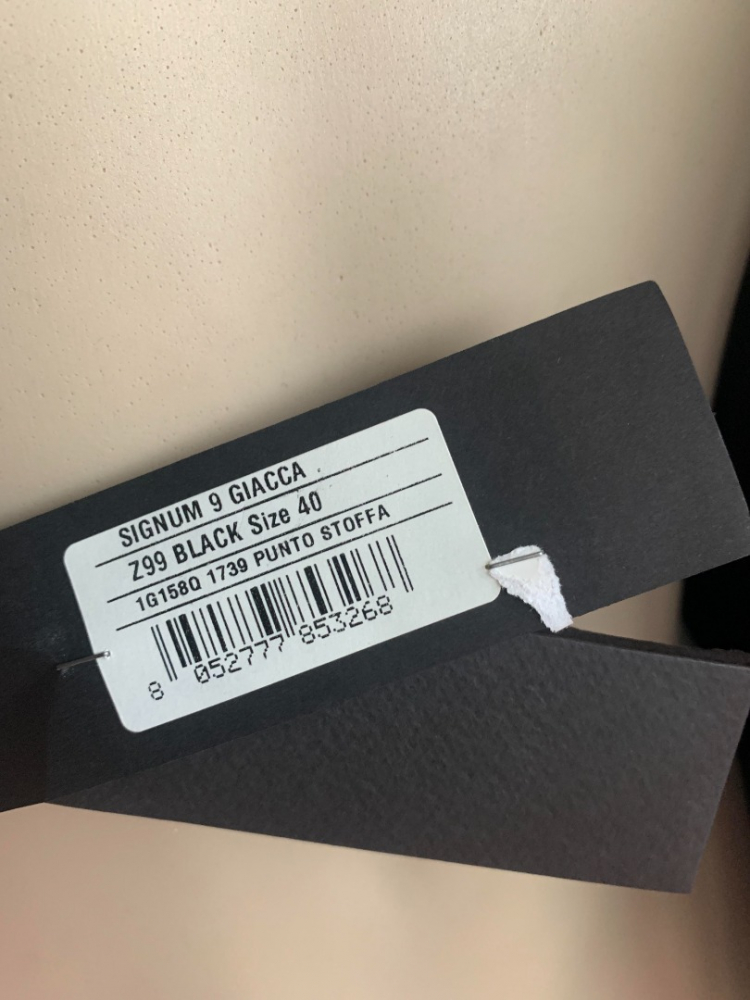 SIGNUM 9 GIACCA
Z99 BLACK Size 40
1G158Q 1739 PUNTO STOFFA
8 052777 853268